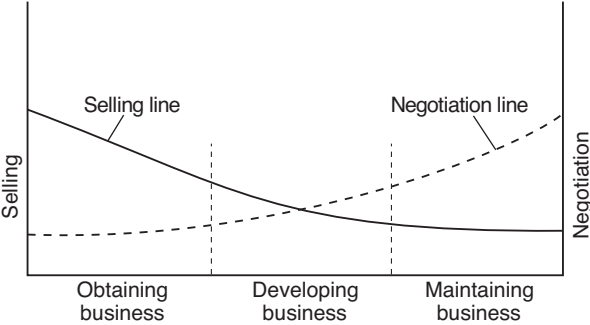 Selling line
Negotiation line
Selling
Negotiation
Obtaining
business
Developing
business
Maintaining
business